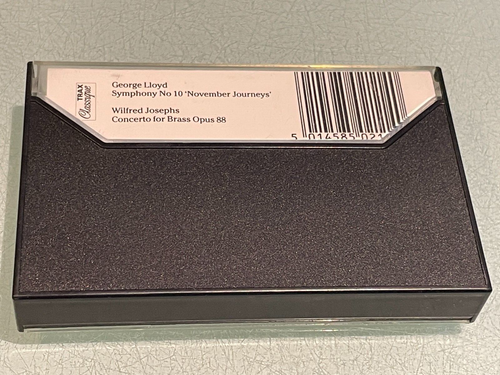 TRAX
Classique
George Lloyd
Symphony No 10 'November Journeys'
Wilfred Josephs
Concerto for Brass Opus 88
5 014585 021